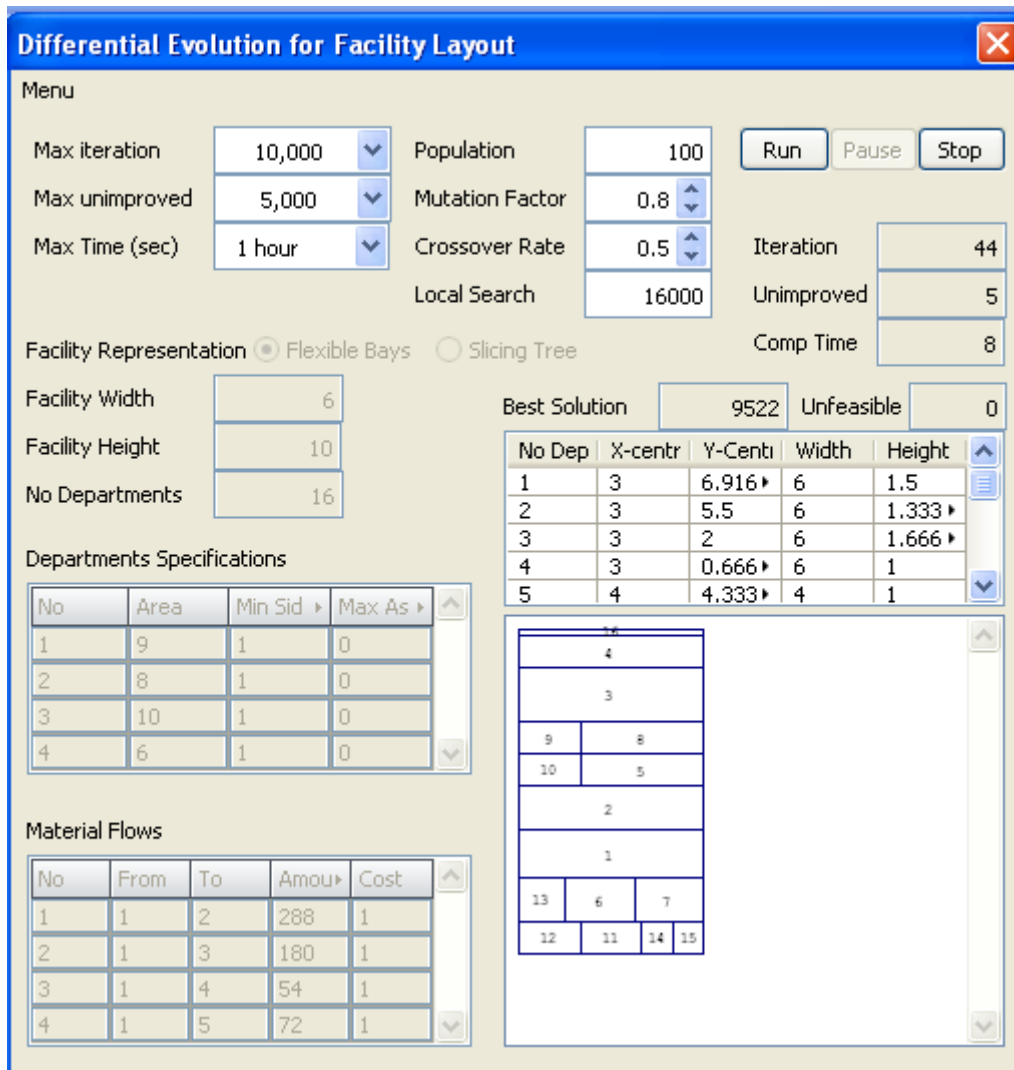 Differential Evolution for Facility Layout
Menu
Max iteration 10,000 Population 100 Run Pause Stop
Max unimproved 5,000 Mutation Factor 0.8
Max Time (sec) 1 hour Crossover Rate 0.5 Iteration 44
Local Search 16000 Unimproved 5
Facility Representation Flexible Bays Slicing Tree Comp Time 8
Facility Width 6 Best Solution 9522 Unfeasible 0
Facility Height 10
No Departments 16
No Dep X-centr Y-Centi Width Height
1 3 6.916 6 1.5
2 3 5.5 6 1.333
3 3 2 6 1.666
4 3 0.666 6 1
5 4 4.333 4 1
Departments Specifications
No Area Min Sid Max As
1 9 1 0
2 8 1 0
3 10 1 0
4 6 1 0
Material Flows
No From To Amou Cost
1 1 2 288 1
2 1 3 180 1
3 1 4 54 1
4 1 5 72 1
16
4
3
9 8
10 5
2
1
13 6 7
12 11 14 15